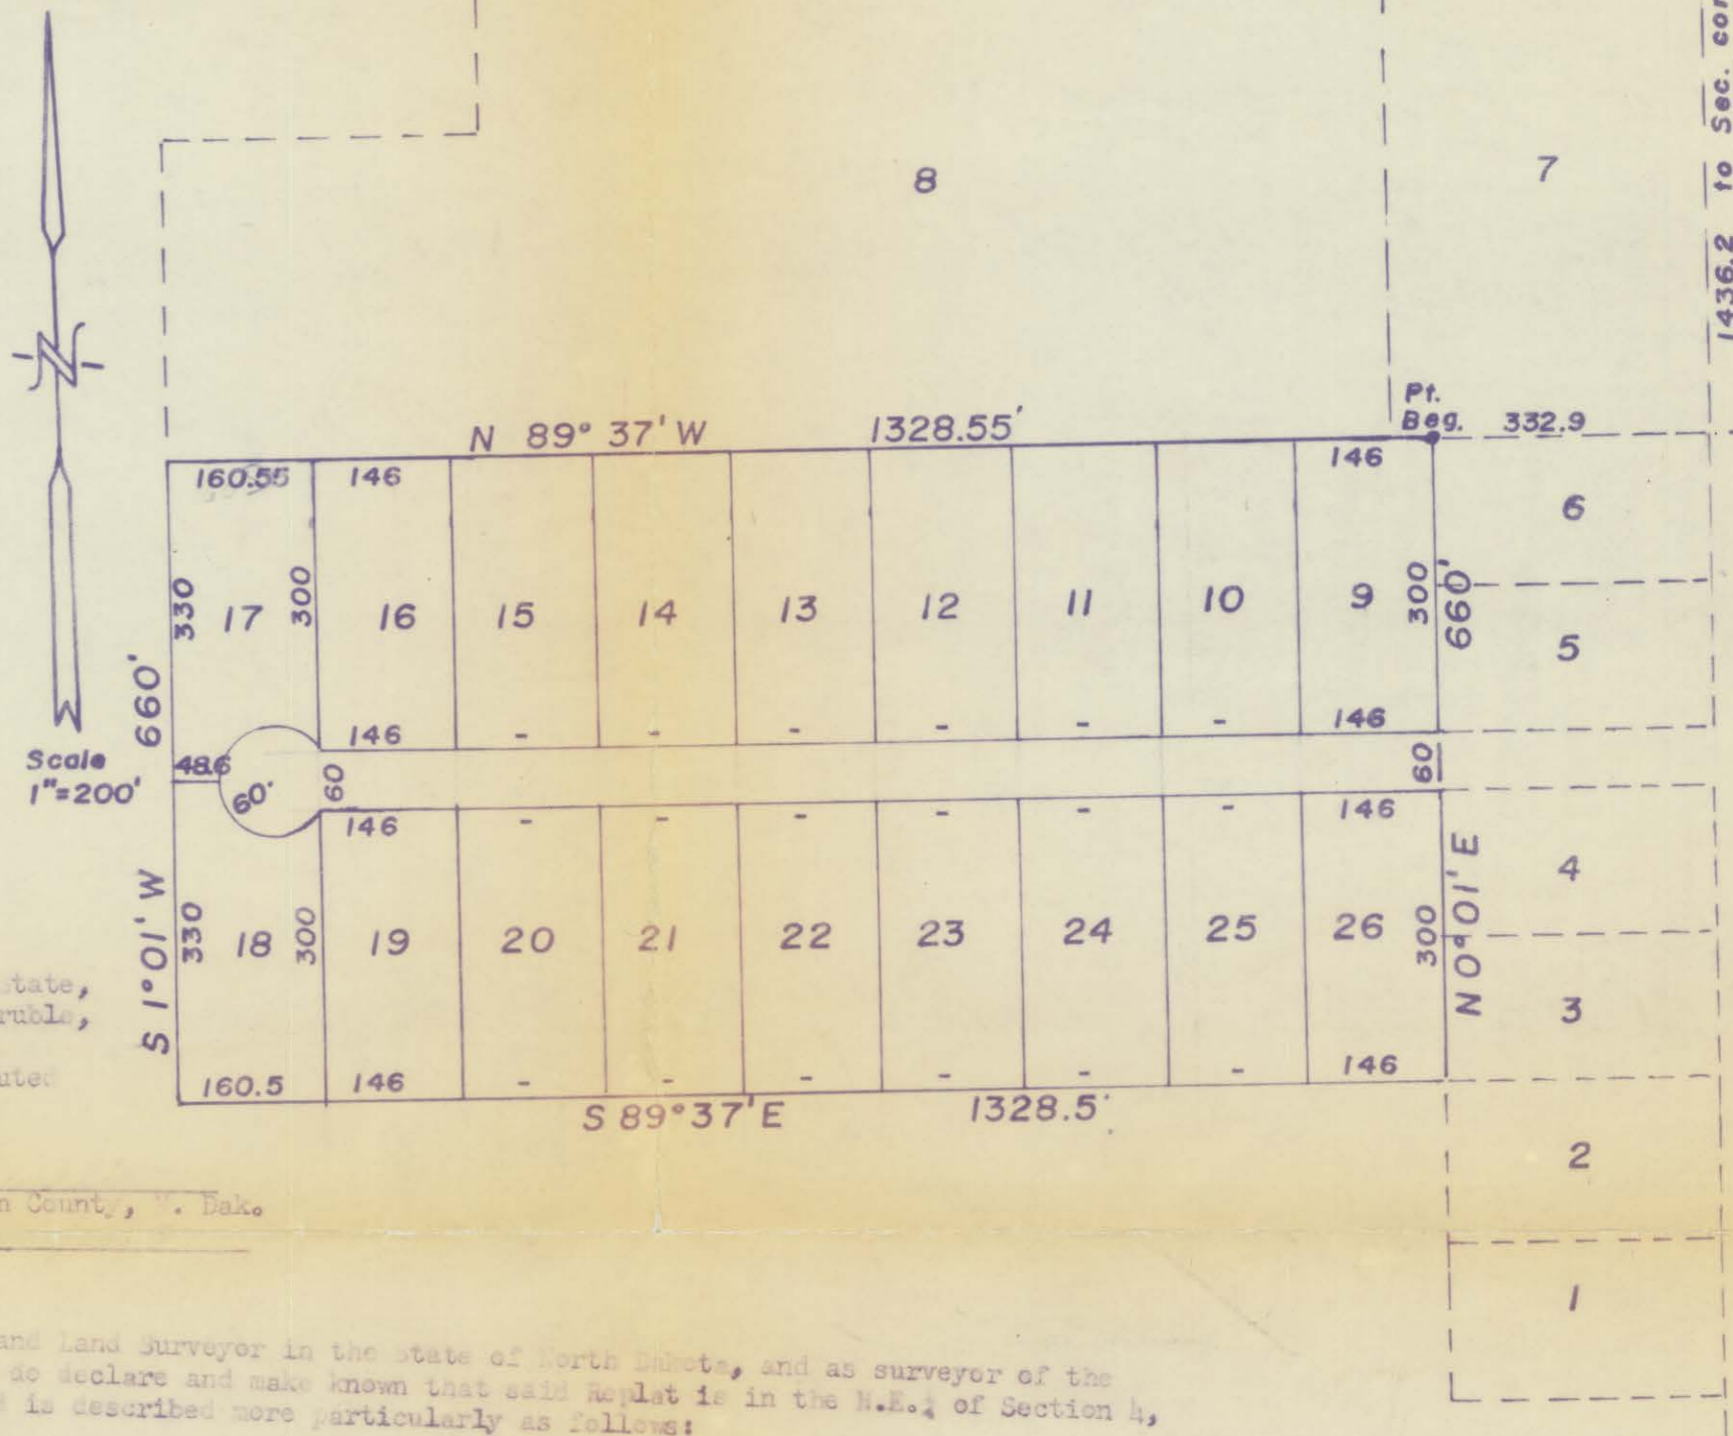 1436.2 to Sec. cor
8
7
N
Pt.
Beg. 332.9
N 89° 37' W 1328.55'
160.55 146 146
6
330 17 300 16 15 14 13 12 11 10 9 300 660'
5
660'
146 - - - - - - 146
Scale
1"=200'
48.6 60' 60 60
146 - - - - - - 146
4
S 1°01' W
N 0°01' E
330 18 300 19 20 21 22 23 24 25 26 300
3
160.5 146 - - - - - - 146
S 89°37' E 1328.5'
2
1
state,
ruble,
uted
n County, N. Dak.
and Land Surveyor in the State of North Dakota, and as surveyor of the
do declare and make known that said Replat is in the N.E.¼ of Section 4,
is described more particularly as follows: